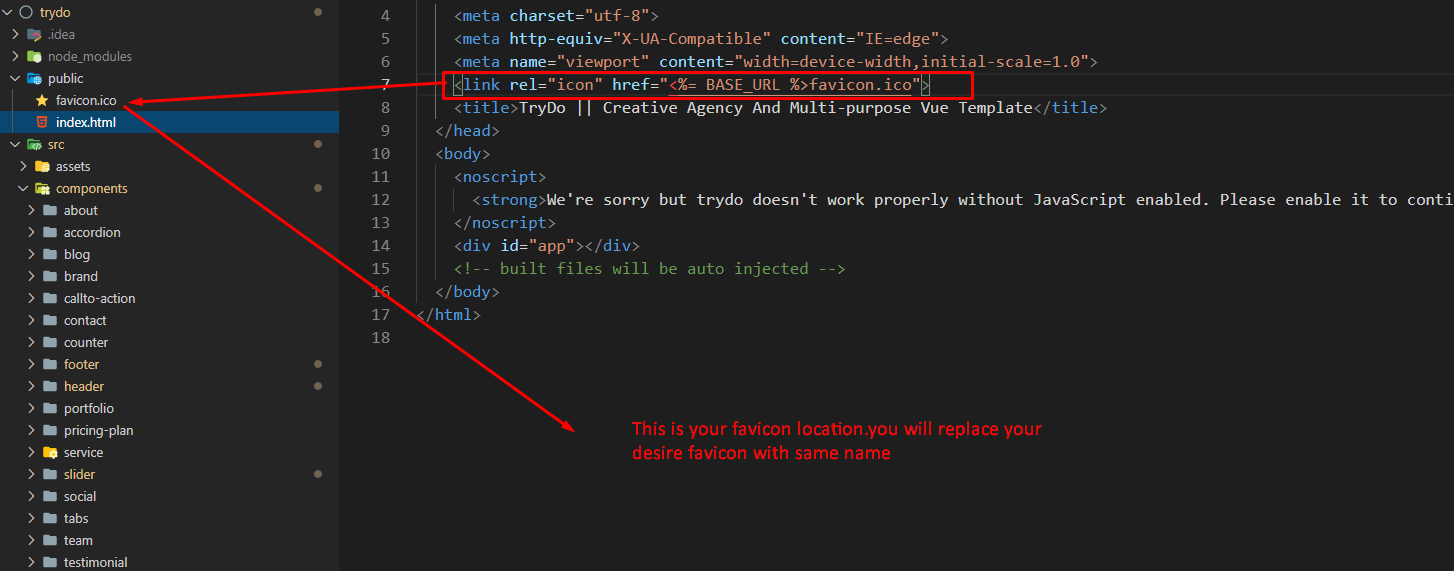 trydo
.idea
node_modules
public
favicon.ico
index.html
src
assets
components
about
accordion
blog
brand
callto-action
contact
counter
footer
header
portfolio
pricing-plan
service
slider
social
tabs
team
testimonial
4 <meta charset="utf-8">
5 <meta http-equiv="X-UA-Compatible" content="IE=edge">
6 <meta name="viewport" content="width=device-width,initial-scale=1.0">
7 <link rel="icon" href="<%= BASE_URL %>favicon.ico">
8 <title>TryDo || Creative Agency And Multi-purpose Vue Template</title>
9 </head>
10 <body>
11 <noscript>
12 <strong>We're sorry but trydo doesn't work properly without JavaScript enabled. Please enable it to conti
13 </noscript>
14 <div id="app"></div>
15 <!-- built files will be auto injected -->
16 </body>
17 </html>
18
This is your favicon location.you will replace your
desire favicon with same name